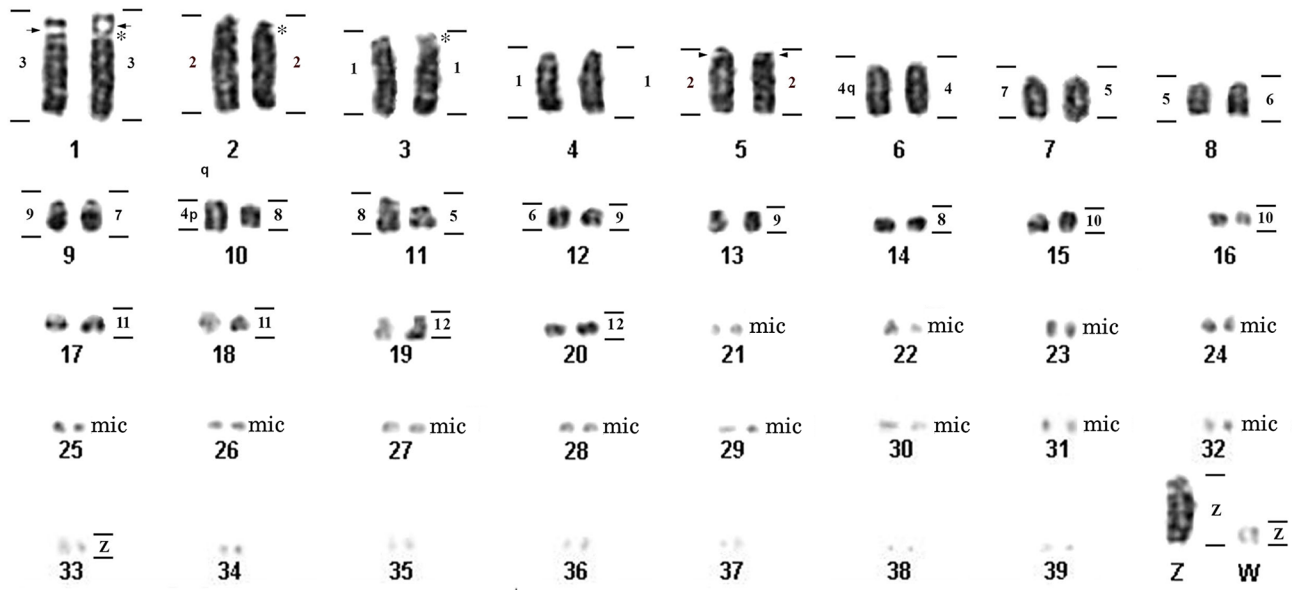 3 * 3 2 * 2 1 * 1 1 1 2 2 4q 4 7 5 5 6
1 2 3 4 5 6 7 8
q
9 7 4p 8 8 5 6 9 9 8 10 10
9 10 11 12 13 14 15 16
11 11 12 12 mic mic mic mic
17 18 19 20 21 22 23 24
mic mic mic mic mic mic mic mic
25 26 27 28 29 30 31 32
z z z
33 34 35 36 37 38 39 Z W